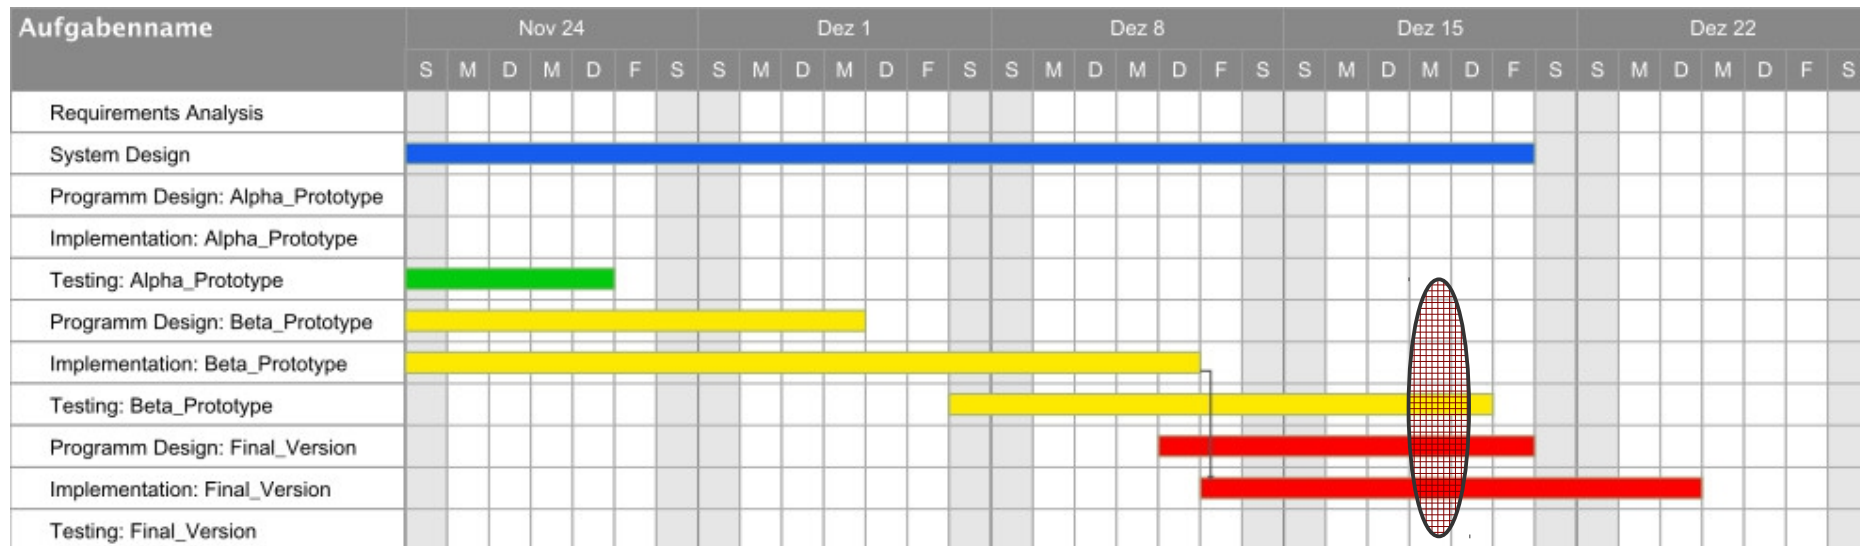 Aufgabenname
Nov 24 Dez 1 Dez 8 Dez 15 Dez 22
S M D M D F S S M D M D F S S M D M D F S S M D M D F S S M D M D F S
Requirements Analysis
System Design
Programm Design: Alpha_Prototype
Implementation: Alpha_Prototype
Testing: Alpha_Prototype
Programm Design: Beta_Prototype
Implementation: Beta_Prototype
Testing: Beta_Prototype
Programm Design: Final_Version
Implementation: Final_Version
Testing: Final_Version